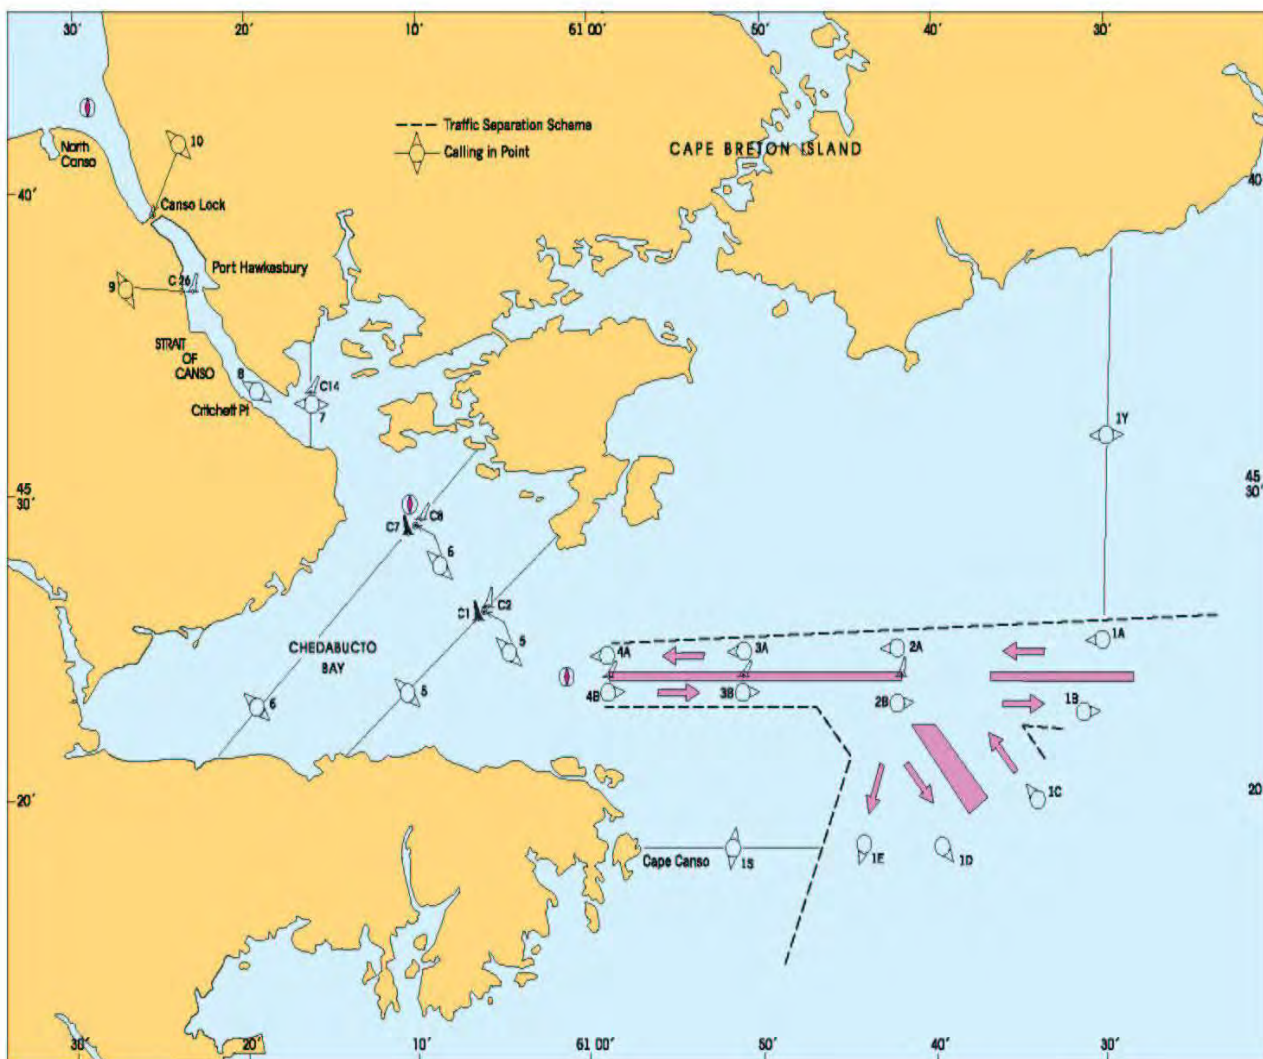 30´ 20´ 61 00´ 50´ 40´ 30´
Traffic Separation Scheme
Calling in Point
CAPE BRETON ISLAND
10
North
Canso
40´
40´
Canso Lock
Port Hawkesbury
C 26
9
STRAIT
OF
CANSO
8
C14
7
Critchett Pt
1Y
45
30´
45
30´
C7
C8
6
C1
C2
5
CHEDABUCTO
BAY
6
5
4A
3A
2A
1A
4B
3B
2B
1B
20´
20´
1C
Cape Canso
1S
1E
1D
30´ 20´ 10´ 61 00´ 50´ 40´ 30´